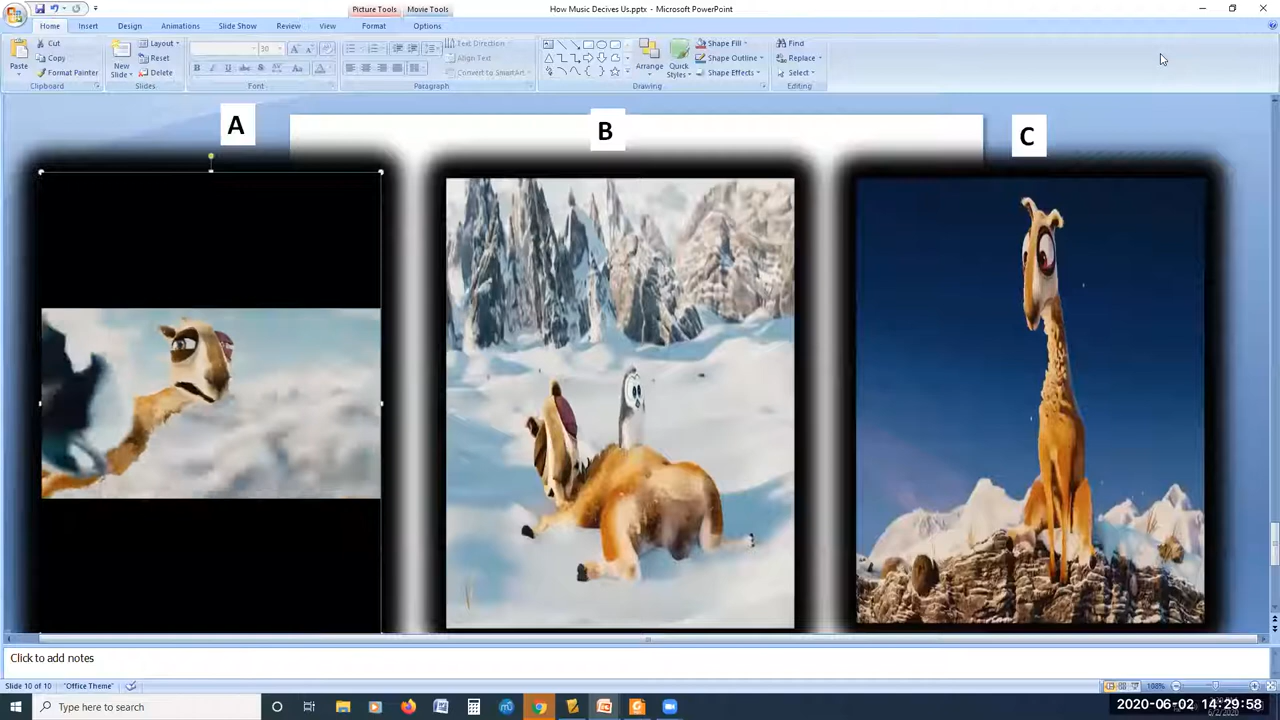 Picture Tools
Movie Tools
How Music Decives Us.pptx - Microsoft PowerPoint
Home
Insert
Design
Animations
Slide Show
Review
View
Format
Options
Paste
Cut
Copy
Format Painter
Clipboard
New
Slide
Layout
Reset
Delete
Slides
30
Font
Text Direction
Align Text
Convert to SmartArt
Paragraph
Arrange
Quick
Styles
Shape Fill
Shape Outline
Shape Effects
Drawing
Find
Replace
Select
Editing
A
B
C
Click to add notes
Slide 10 of 10
"Office Theme"
108%
Type here to search
2020-06-02 14:29:58